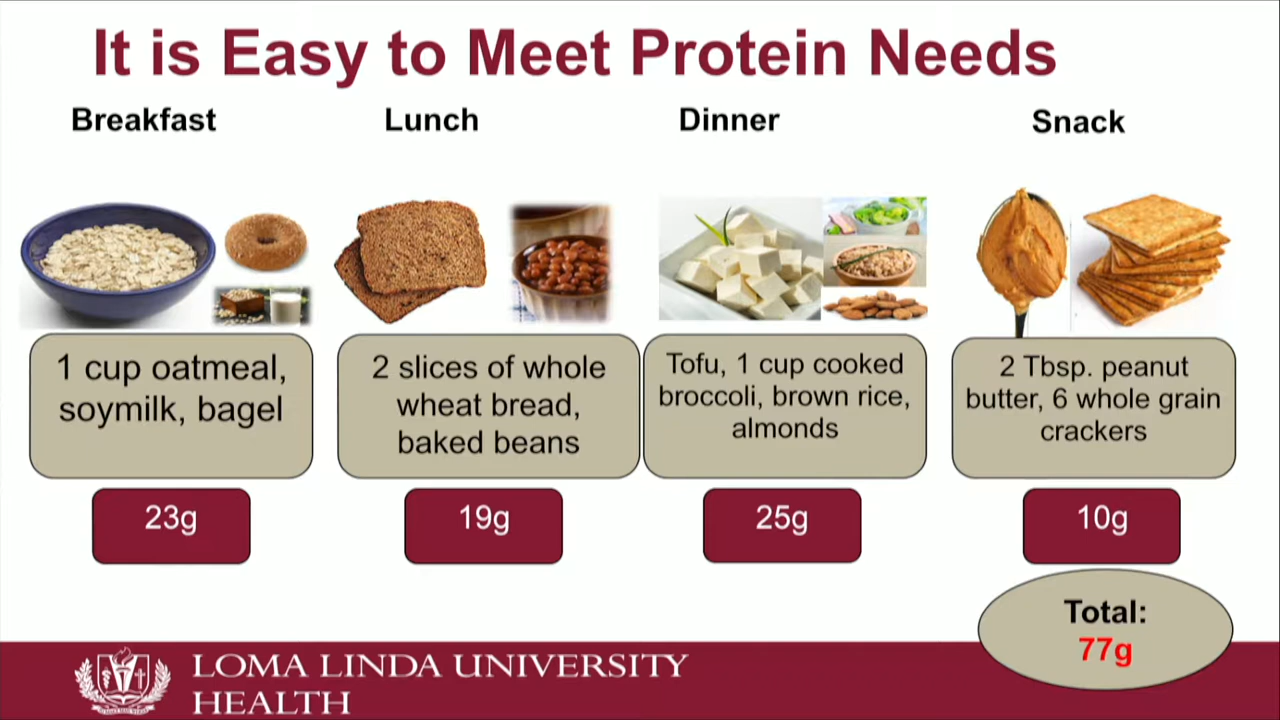 It is Easy to Meet Protein Needs
Breakfast
Lunch
Dinner
Snack
1 cup oatmeal,
soymilk, bagel
2 slices of whole
wheat bread,
baked beans
Tofu, 1 cup cooked
broccoli, brown rice,
almonds
2 Tbsp. peanut
butter, 6 whole grain
crackers
23g
19g
25g
10g
Total:
77g
LOMA LINDA UNIVERSITY
HEALTH